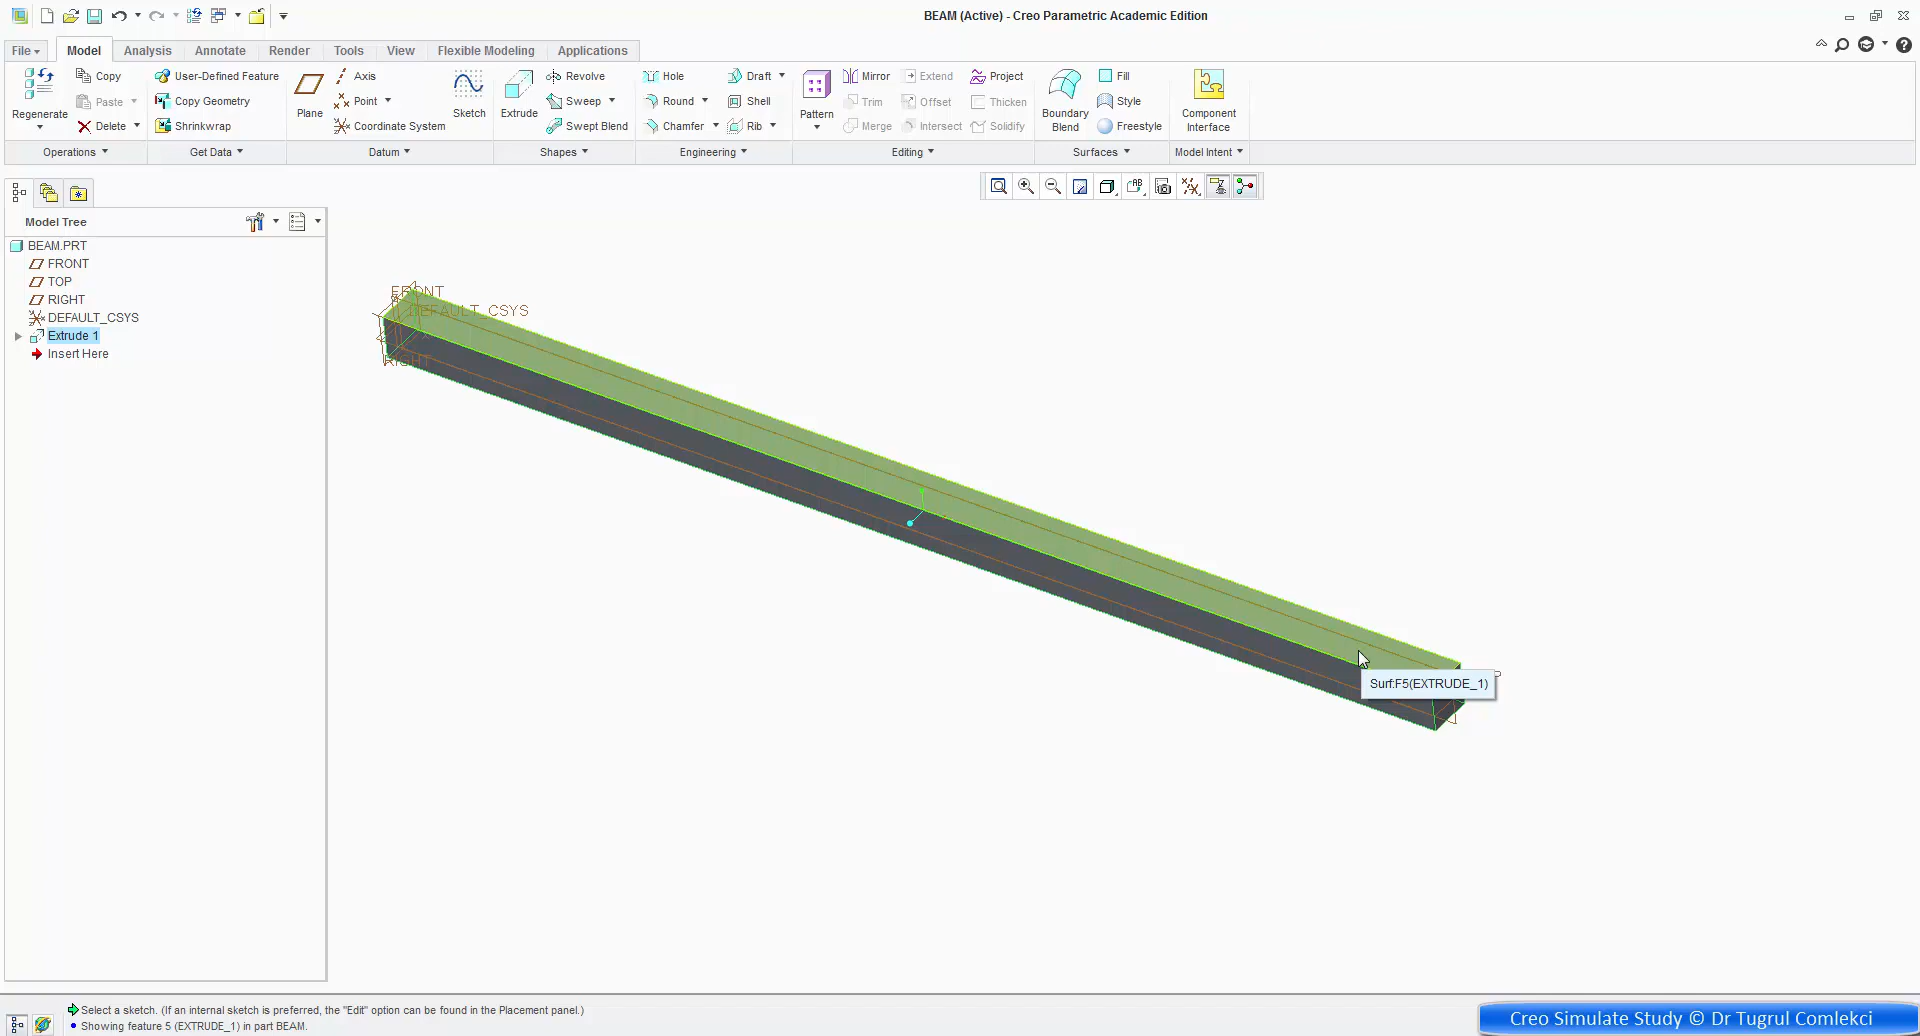 BEAM (Active) - Creo Parametric Academic Edition
File Model Analysis Annotate Render Tools View Flexible Modeling Applications
Regenerate
Copy
Paste
Delete
Operations
User-Defined Feature
Copy Geometry
Shrinkwrap
Get Data
Plane
Axis
Point
Coordinate System
Sketch
Datum
Extrude
Revolve
Sweep
Swept Blend
Shapes
Hole
Round
Chamfer
Draft
Shell
Rib
Engineering
Pattern
Mirror
Trim
Merge
Extend
Offset
Intersect
Project
Thicken
Solidify
Editing
Boundary
Blend
Fill
Style
Freestyle
Surfaces
Component
Interface
Model Intent
Model Tree
BEAM.PRT
FRONT
TOP
RIGHT
DEFAULT_CSYS
Extrude 1
Insert Here
FRONT
DEFAULT_CSYS
RIGHT
Surf:F5(EXTRUDE_1)
Select a sketch. (If an internal sketch is preferred, the "Edit" option can be found in the Placement panel.)
Showing feature 5 (EXTRUDE_1) in part BEAM.
Creo Simulate Study © Dr Tugrul Comlekci